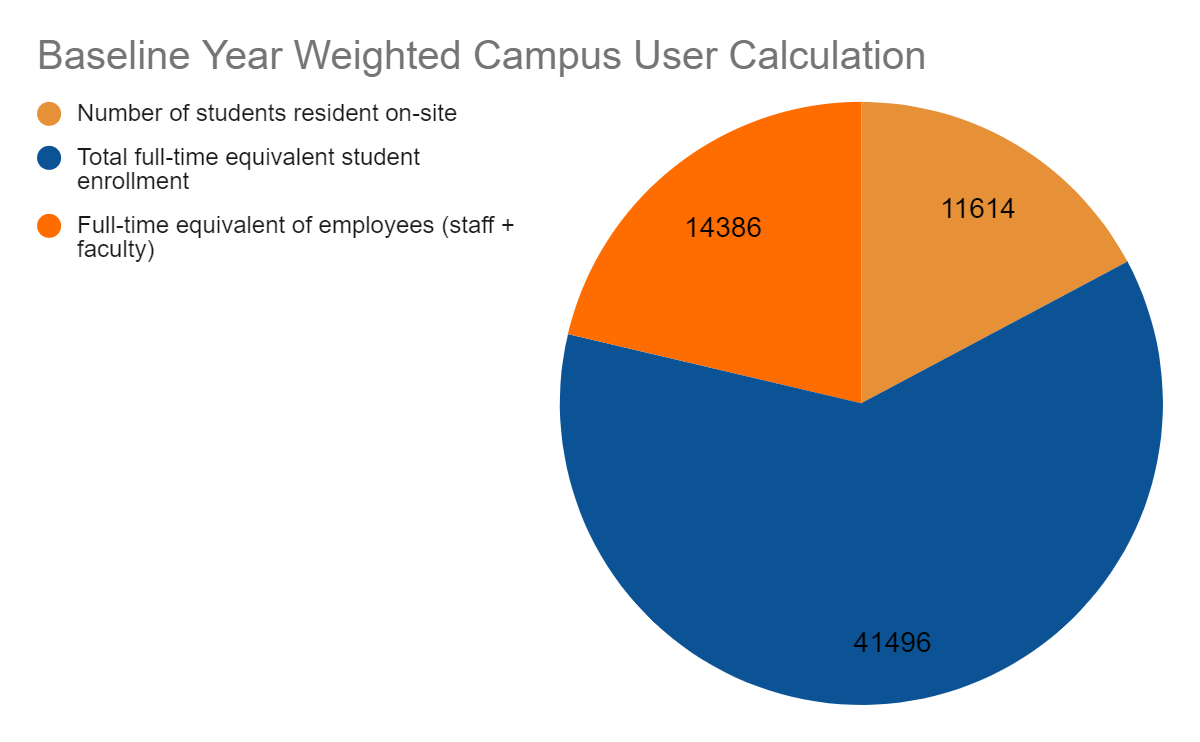 Baseline Year Weighted Campus User Calculation
Number of students resident on-site
Total full-time equivalent student
enrollment
Full-time equivalent of employees (staff +
faculty)
11614
14386
41496